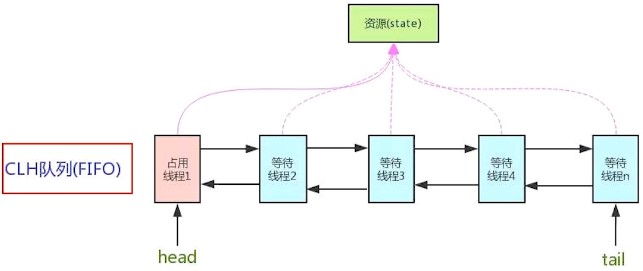 资源(state)
CLH队列(FIFO)
占用
线程1
等待
线程2
等待
线程3
等待
线程4
等待
线程n
head
tail